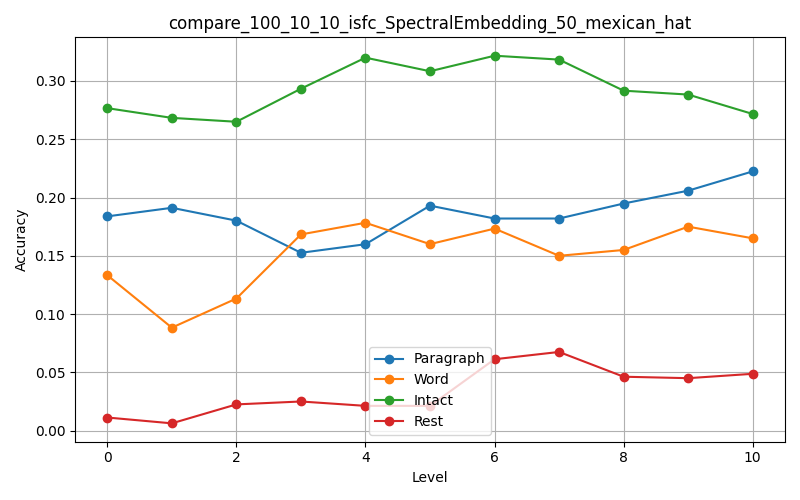 compare_100_10_10_isfc_SpectralEmbedding_50_mexican_hat
Accuracy
0.30
0.25
0.20
0.15
0.10
0.05
0.00
Paragraph
Word
Intact
Rest
0 2 4 6 8 10
Level